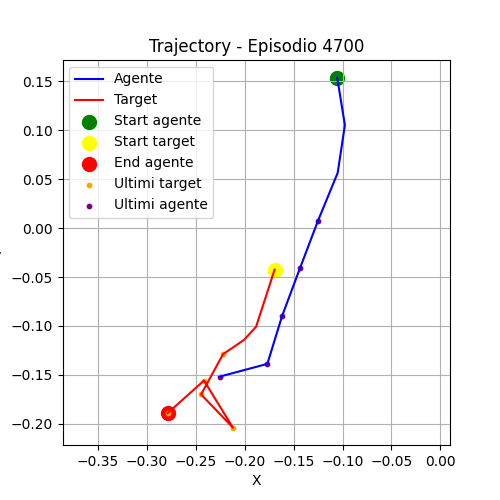 Trajectory - Episodio 4700
Agente
Target
Start agente
Start target
End agente
Ultimi target
Ultimi agente
0.15
0.10
0.05
0.00
−0.05
−0.10
−0.15
−0.20
−0.35 −0.30 −0.25 −0.20 −0.15 −0.10 −0.05 0.00
X